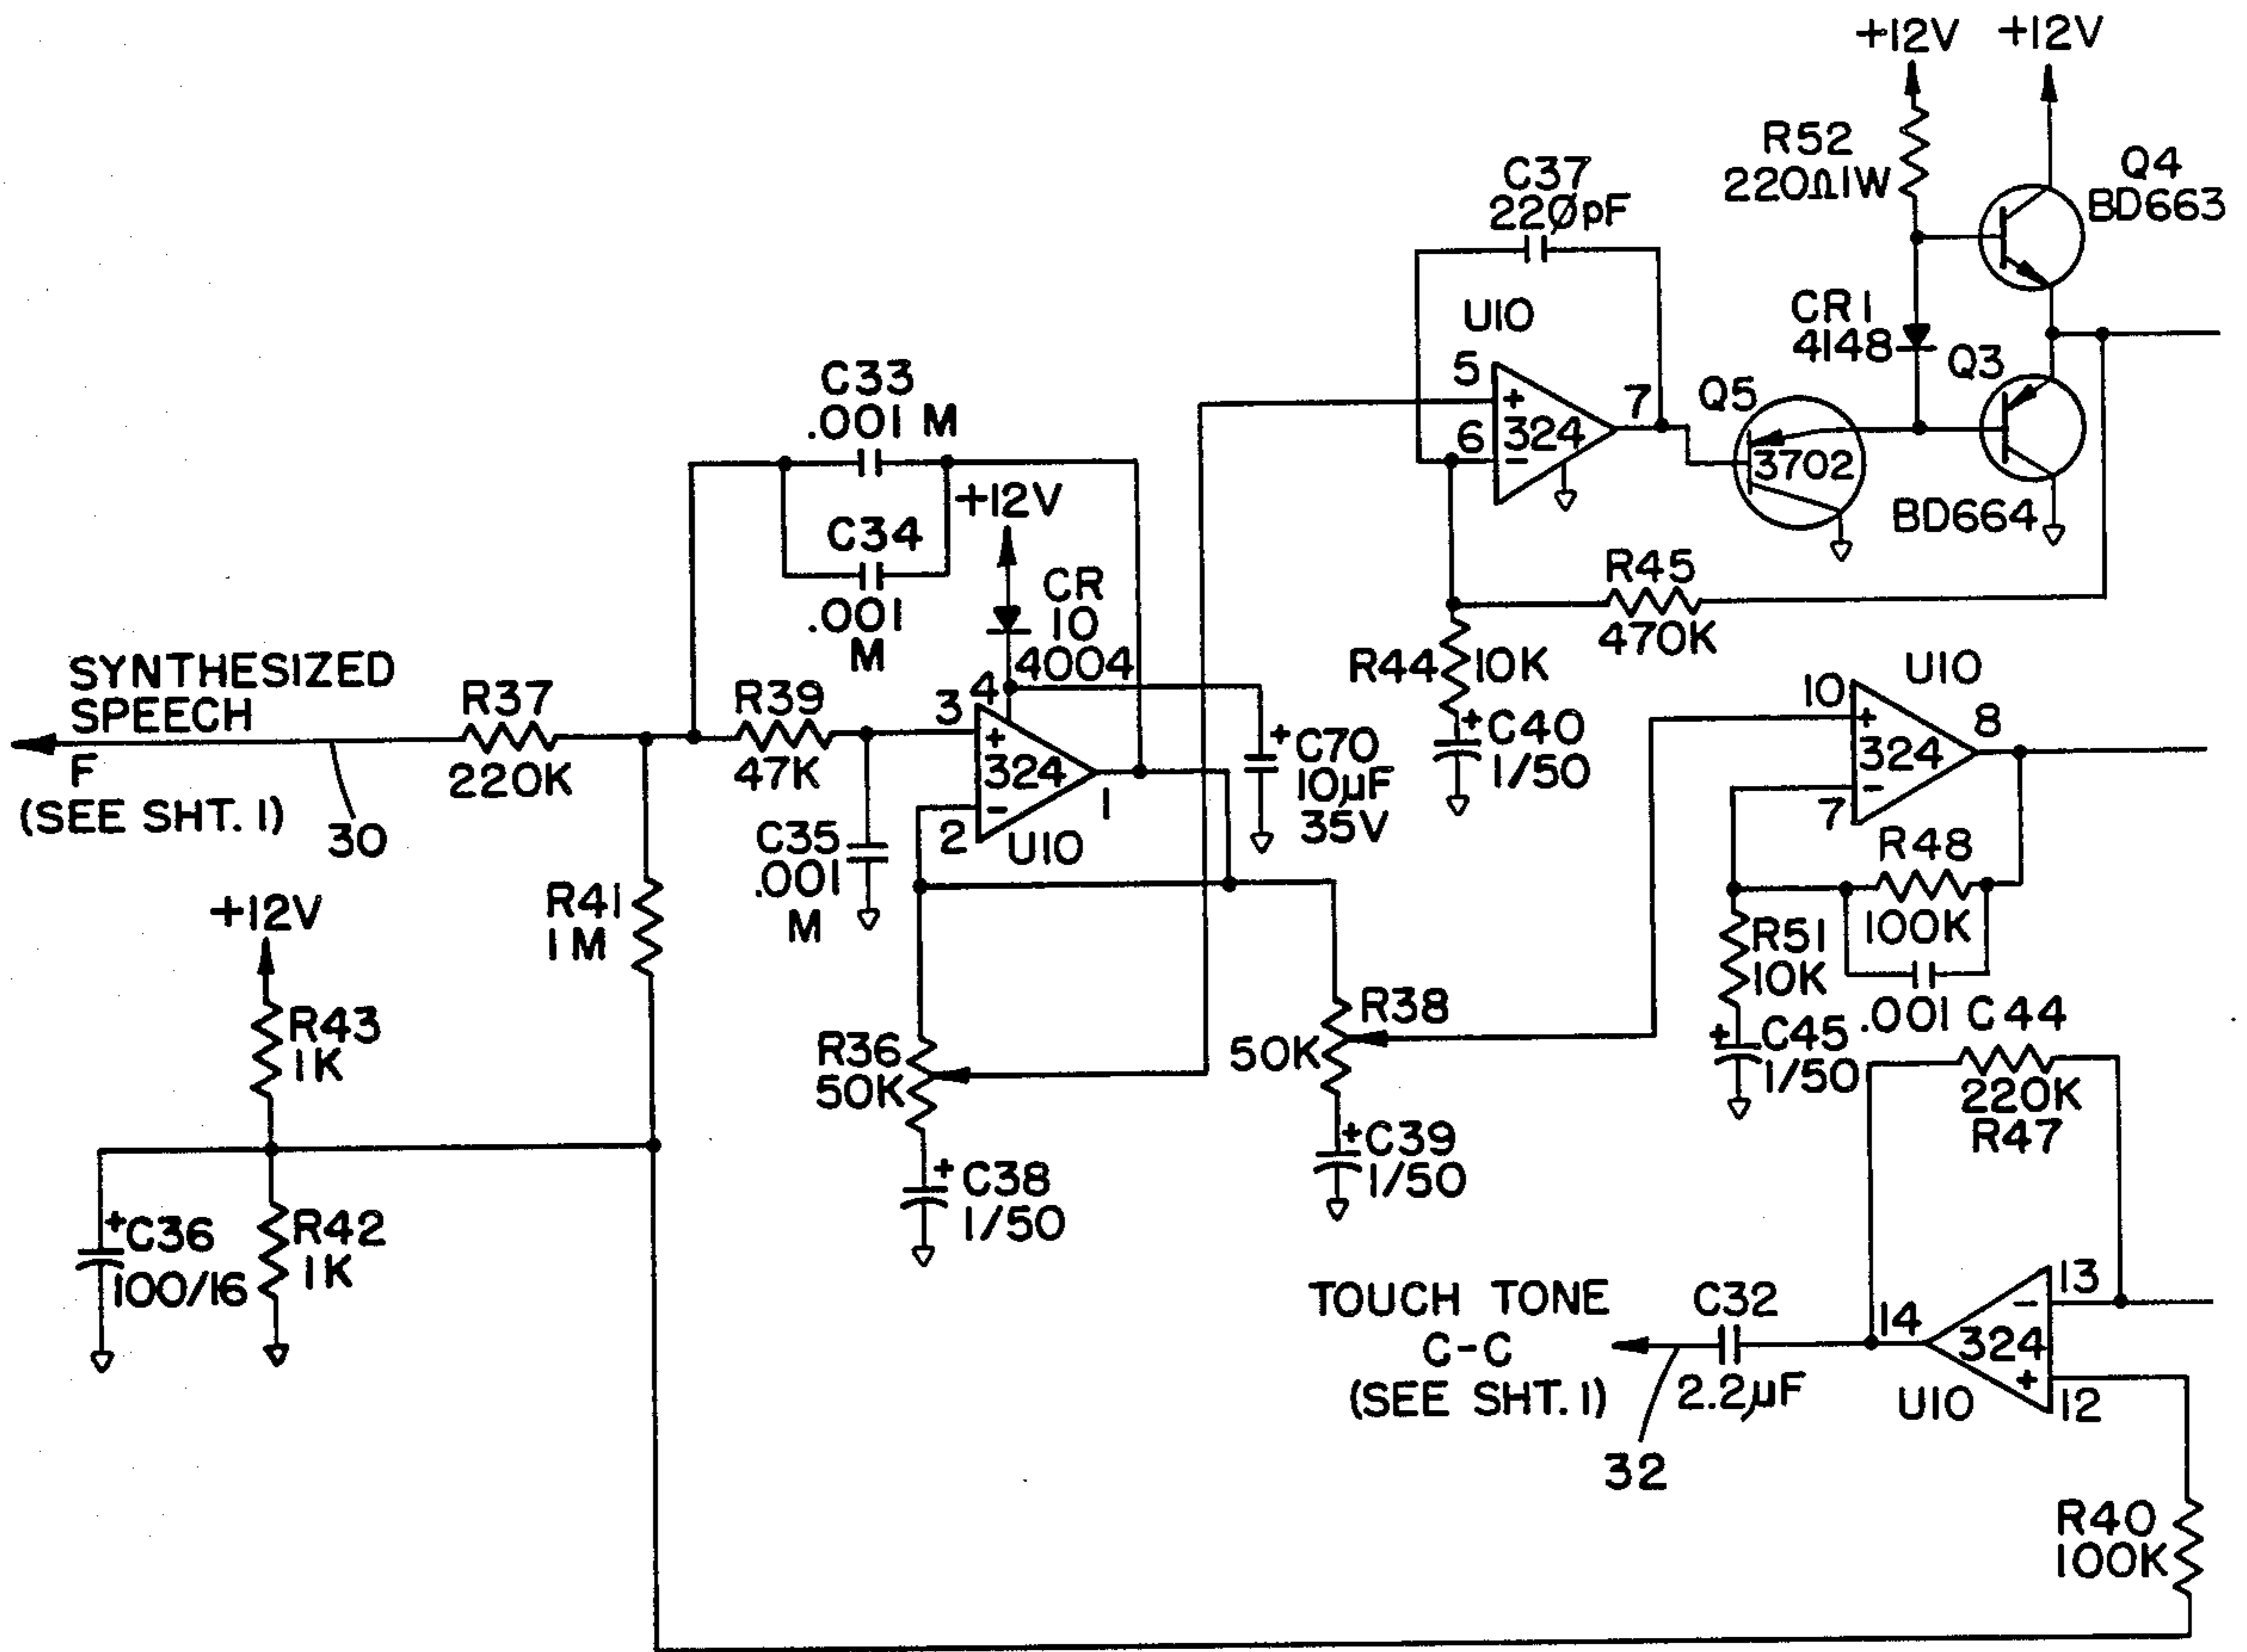 +12V +12V
R52
220Ω1W
Q4
BD663
C37
220pF
U10
CR1
4148
Q3
5
+
6
-
324
7
Q5
3702
BD664
C33
.001 M
+12V
C34
.001
M
CR
10
4004
R45
470K
R44
10K
+
C40
1/50
SYNTHESIZED
SPEECH
F
(SEE SHT. 1)
30
R37
220K
R39
47K
3
4
+
324
-
2
1
U10
C35
.001
M
+
C70
10µF
35V
U10
10
+
324
-
7
8
R48
100K
R51
10K
.001 C44
+
C45
1/50
R41
1M
+12V
R43
1K
R36
50K
R38
50K
220K
R47
+
C39
1/50
+
C38
1/50
+
C36
100/16
R42
1K
TOUCH TONE
C-C
(SEE SHT. 1)
C32
2.2µF
32
14
13
-
324
+
12
U10
R40
100K